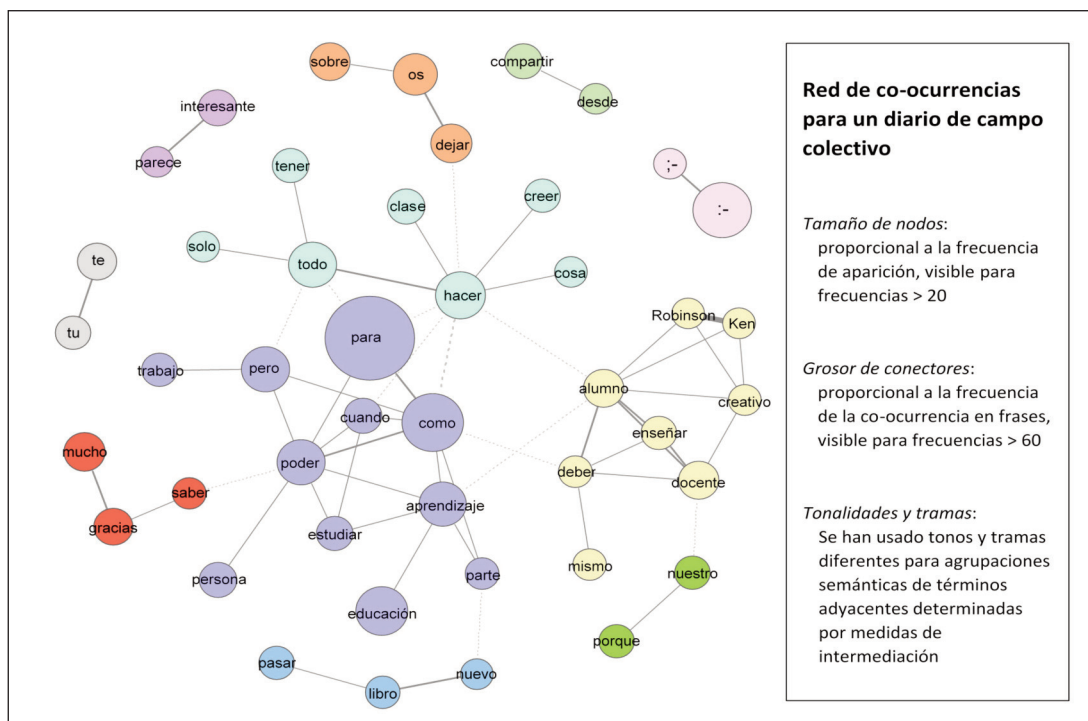 sobre
os
compartir
desde
interesante
parece
dejar
tener
clase
creer
;-
:-
solo
todo
hacer
cosa
te
tu
para
Robinson
Ken
trabajo
pero
cuando
como
alumno
creativo
enseñar
mucho
poder
deber
docente
saber
gracias
aprendizaje
estudiar
persona
parte
mismo
nuestro
educación
porque
pasar
libro
nuevo
Red de co-ocurrencias
para un diario de campo
colectivo
Tamaño de nodos:
proporcional a la frecuencia
de aparición, visible para
frecuencias > 20
Grosor de conectores:
proporcional a la frecuencia
de la co-ocurrencia en frases,
visible para frecuencias > 60
Tonalidades y tramas:
Se han usado tonos y tramas
diferentes para agrupaciones
semánticas de términos
adyacentes determinadas
por medidas de
intermediación